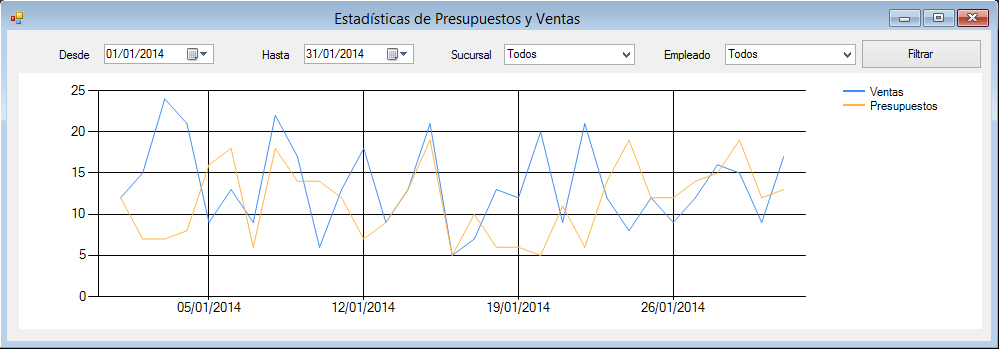 Estadísticas de Presupuestos y Ventas
Desde 01/01/2014 Hasta 31/01/2014 Sucursal Todos Empleado Todos Filtrar
Ventas
Presupuestos
25
20
15
10
5
0
05/01/2014 12/01/2014 19/01/2014 26/01/2014